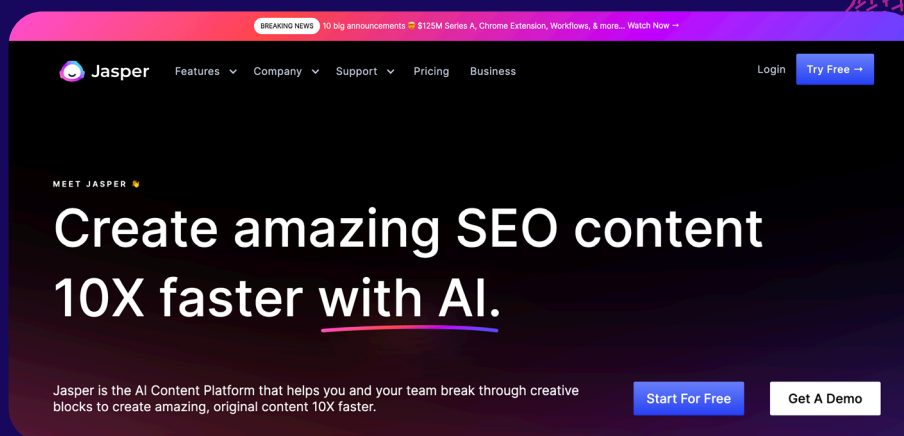 BREAKING NEWS 10 big announcements 🤯 $125M Series A, Chrome Extension, Workflows, & more... Watch Now →
Jasper Features Company Support Pricing Business Login Try Free →
MEET JASPER 👋
Create amazing SEO content
10X faster with AI.
Jasper is the AI Content Platform that helps you and your team break through creative
blocks to create amazing, original content 10X faster.
Start For Free Get A Demo